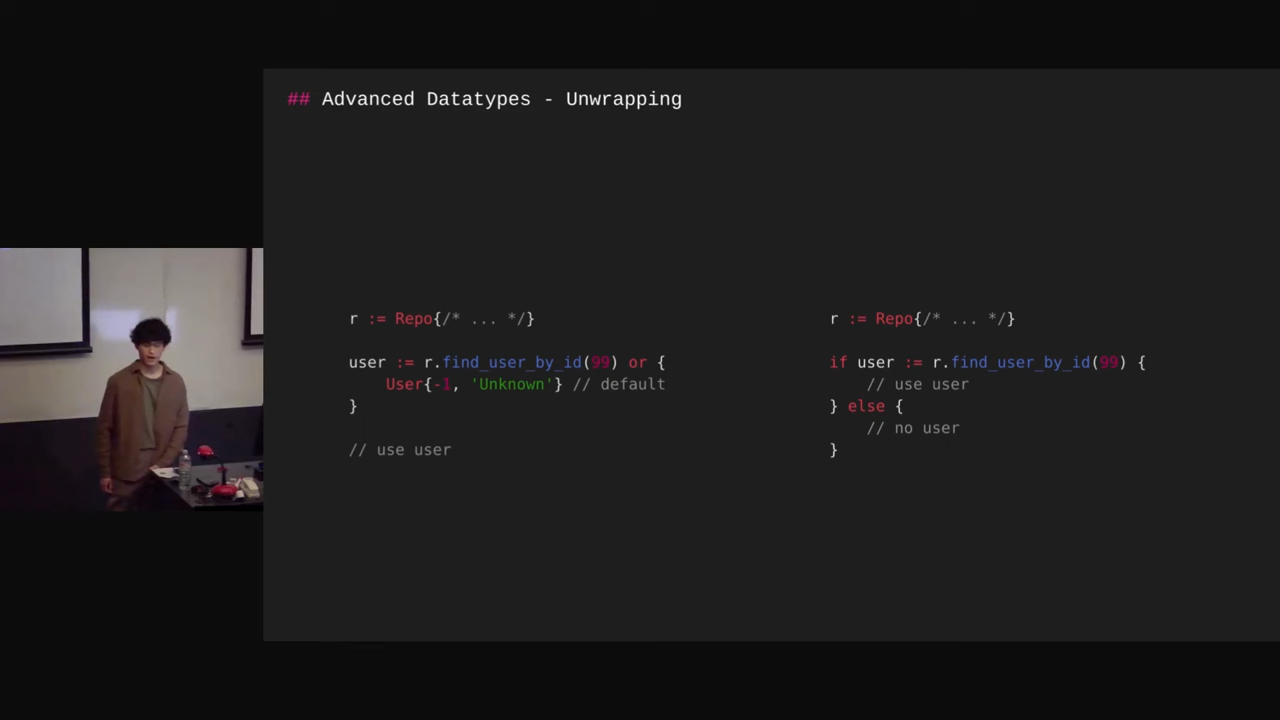 ## Advanced Datatypes - Unwrapping
r := Repo{/* ... */}
user := r.find_user_by_id(99) or {
    User{-1, 'Unknown'} // default
}
// use user
r := Repo{/* ... */}
if user := r.find_user_by_id(99) {
    // use user
} else {
    // no user
}